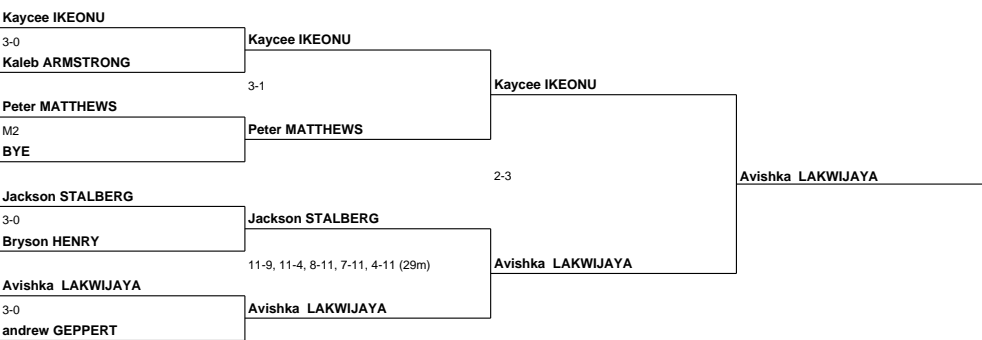 Kaycee IKEONU
3-0
Kaycee IKEONU
Kaleb ARMSTRONG
3-1
Kaycee IKEONU
Peter MATTHEWS
M2
Peter MATTHEWS
BYE
2-3
Avishka  LAKWIJAYA
Jackson STALBERG
3-0
Jackson STALBERG
Bryson HENRY
11-9, 11-4, 8-11, 7-11, 4-11 (29m)
Avishka  LAKWIJAYA
Avishka  LAKWIJAYA
3-0
Avishka  LAKWIJAYA
andrew GEPPERT